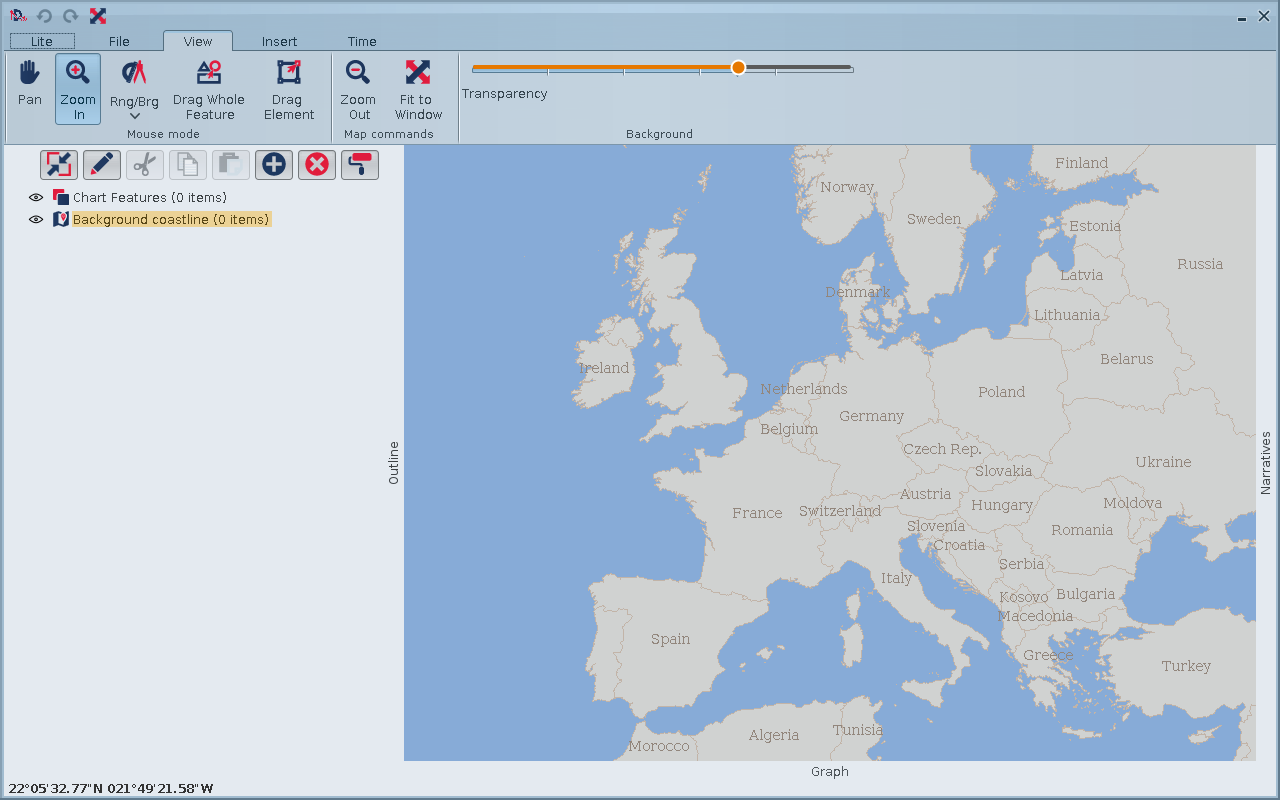 Lite File View Insert Time
Pan
Zoom In
Rng/Brg
Drag Whole Feature
Drag Element
Mouse mode
Zoom Out
Fit to Window
Map commands
Transparency
Background
Chart Features (0 items)
Background coastline (0 items)
Outline
Finland
Norway
Sweden
Estonia
Russia
Latvia
Denmark
Lithuania
Belarus
Ireland
Netherlands
Poland
Germany
Belgium
Czech Rep.
Ukraine
Slovakia
Austria
Moldova
Hungary
France
Switzerland
Slovenia
Romania
Croatia
Serbia
Italy
Kosovo
Bulgaria
Macedonia
Spain
Greece
Turkey
Algeria
Tunisia
Morocco
Narratives
Graph
22°05'32.77"N 021°49'21.58"W